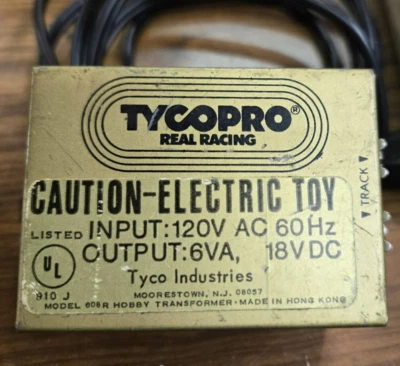 TYCOPRO®
REAL RACING
CAUTION-ELECTRIC TOY
LISTED INPUT:120V AC 60Hz
UL OUTPUT:6VA, 18VDC
910 J Tyco Industries
MOORESTOWN, N.J. 08057
MODEL 608R HOBBY TRANSFORMER-MADE IN HONG KONG
▼ TRACK ▼